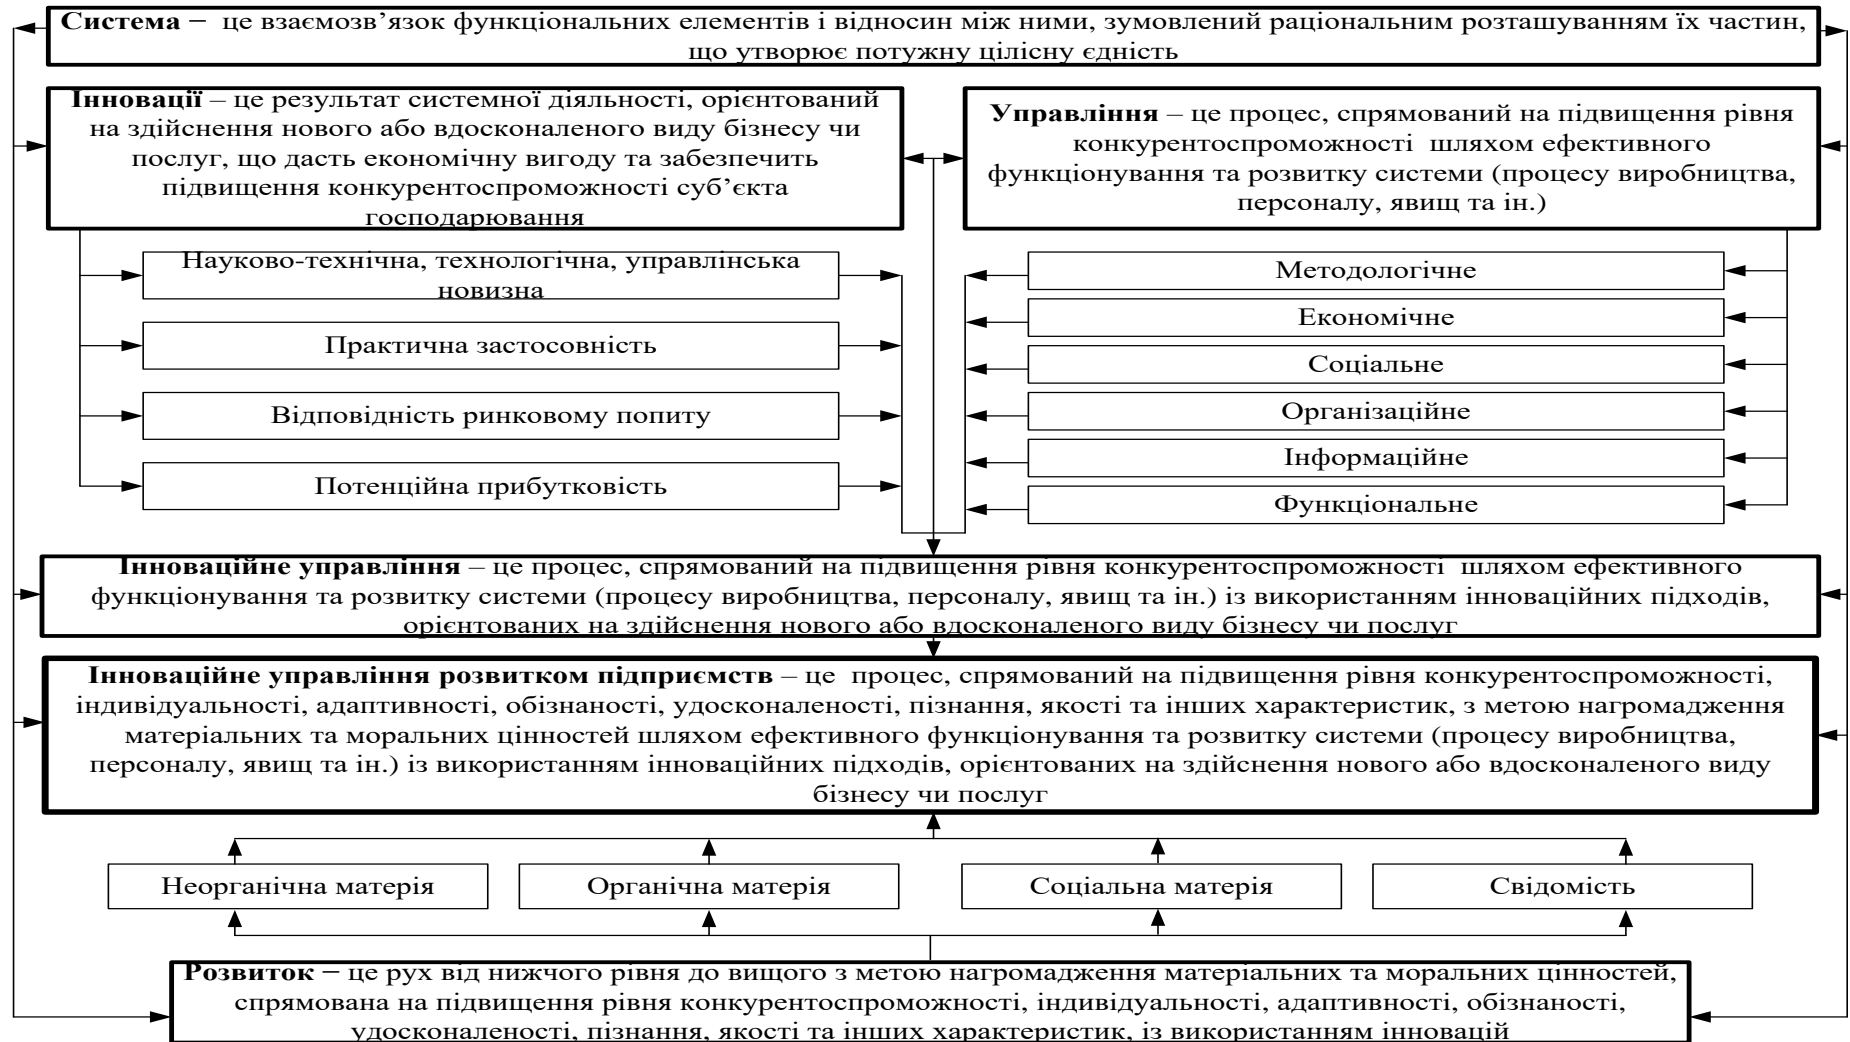 Система – це взаємозв’язок функціональних елементів і відносин між ними, зумовлений раціональним розташуванням їх частин,
що утворює потужну цілісну єдність
Інновації – це результат системної діяльності, орієнтований
на здійснення нового або вдосконаленого виду бізнесу чи
послуг, що дасть економічну вигоду та забезпечить
підвищення конкурентоспроможності суб’єкта
господарювання
Управління – це процес, спрямований на підвищення рівня
конкурентоспроможності шляхом ефективного
функціонування та розвитку системи (процесу виробництва,
персоналу, явищ та ін.)
Науково-технічна, технологічна, управлінська
новизна
Практична застосовність
Відповідність ринковому попиту
Потенційна прибутковість
Методологічне
Економічне
Соціальне
Організаційне
Інформаційне
Функціональне
Інноваційне управління – це процес, спрямований на підвищення рівня конкурентоспроможності шляхом ефективного
функціонування та розвитку системи (процесу виробництва, персоналу, явищ та ін.) із використанням інноваційних підходів,
орієнтованих на здійснення нового або вдосконаленого виду бізнесу чи послуг
Інноваційне управління розвитком підприємств – це процес, спрямований на підвищення рівня конкурентоспроможності,
індивідуальності, адаптивності, обізнаності, удосконаленості, пізнання, якості та інших характеристик, з метою нагромадження
матеріальних та моральних цінностей шляхом ефективного функціонування та розвитку системи (процесу виробництва,
персоналу, явищ та ін.) із використанням інноваційних підходів, орієнтованих на здійснення нового або вдосконаленого виду
бізнесу чи послуг
Неорганічна матерія
Органічна матерія
Соціальна матерія
Свідомість
Розвиток – це рух від нижчого рівня до вищого з метою нагромадження матеріальних та моральних цінностей,
спрямована на підвищення рівня конкурентоспроможності, індивідуальності, адаптивності, обізнаності,
удосконаленості, пізнання, якості та інших характеристик, із використанням інновацій